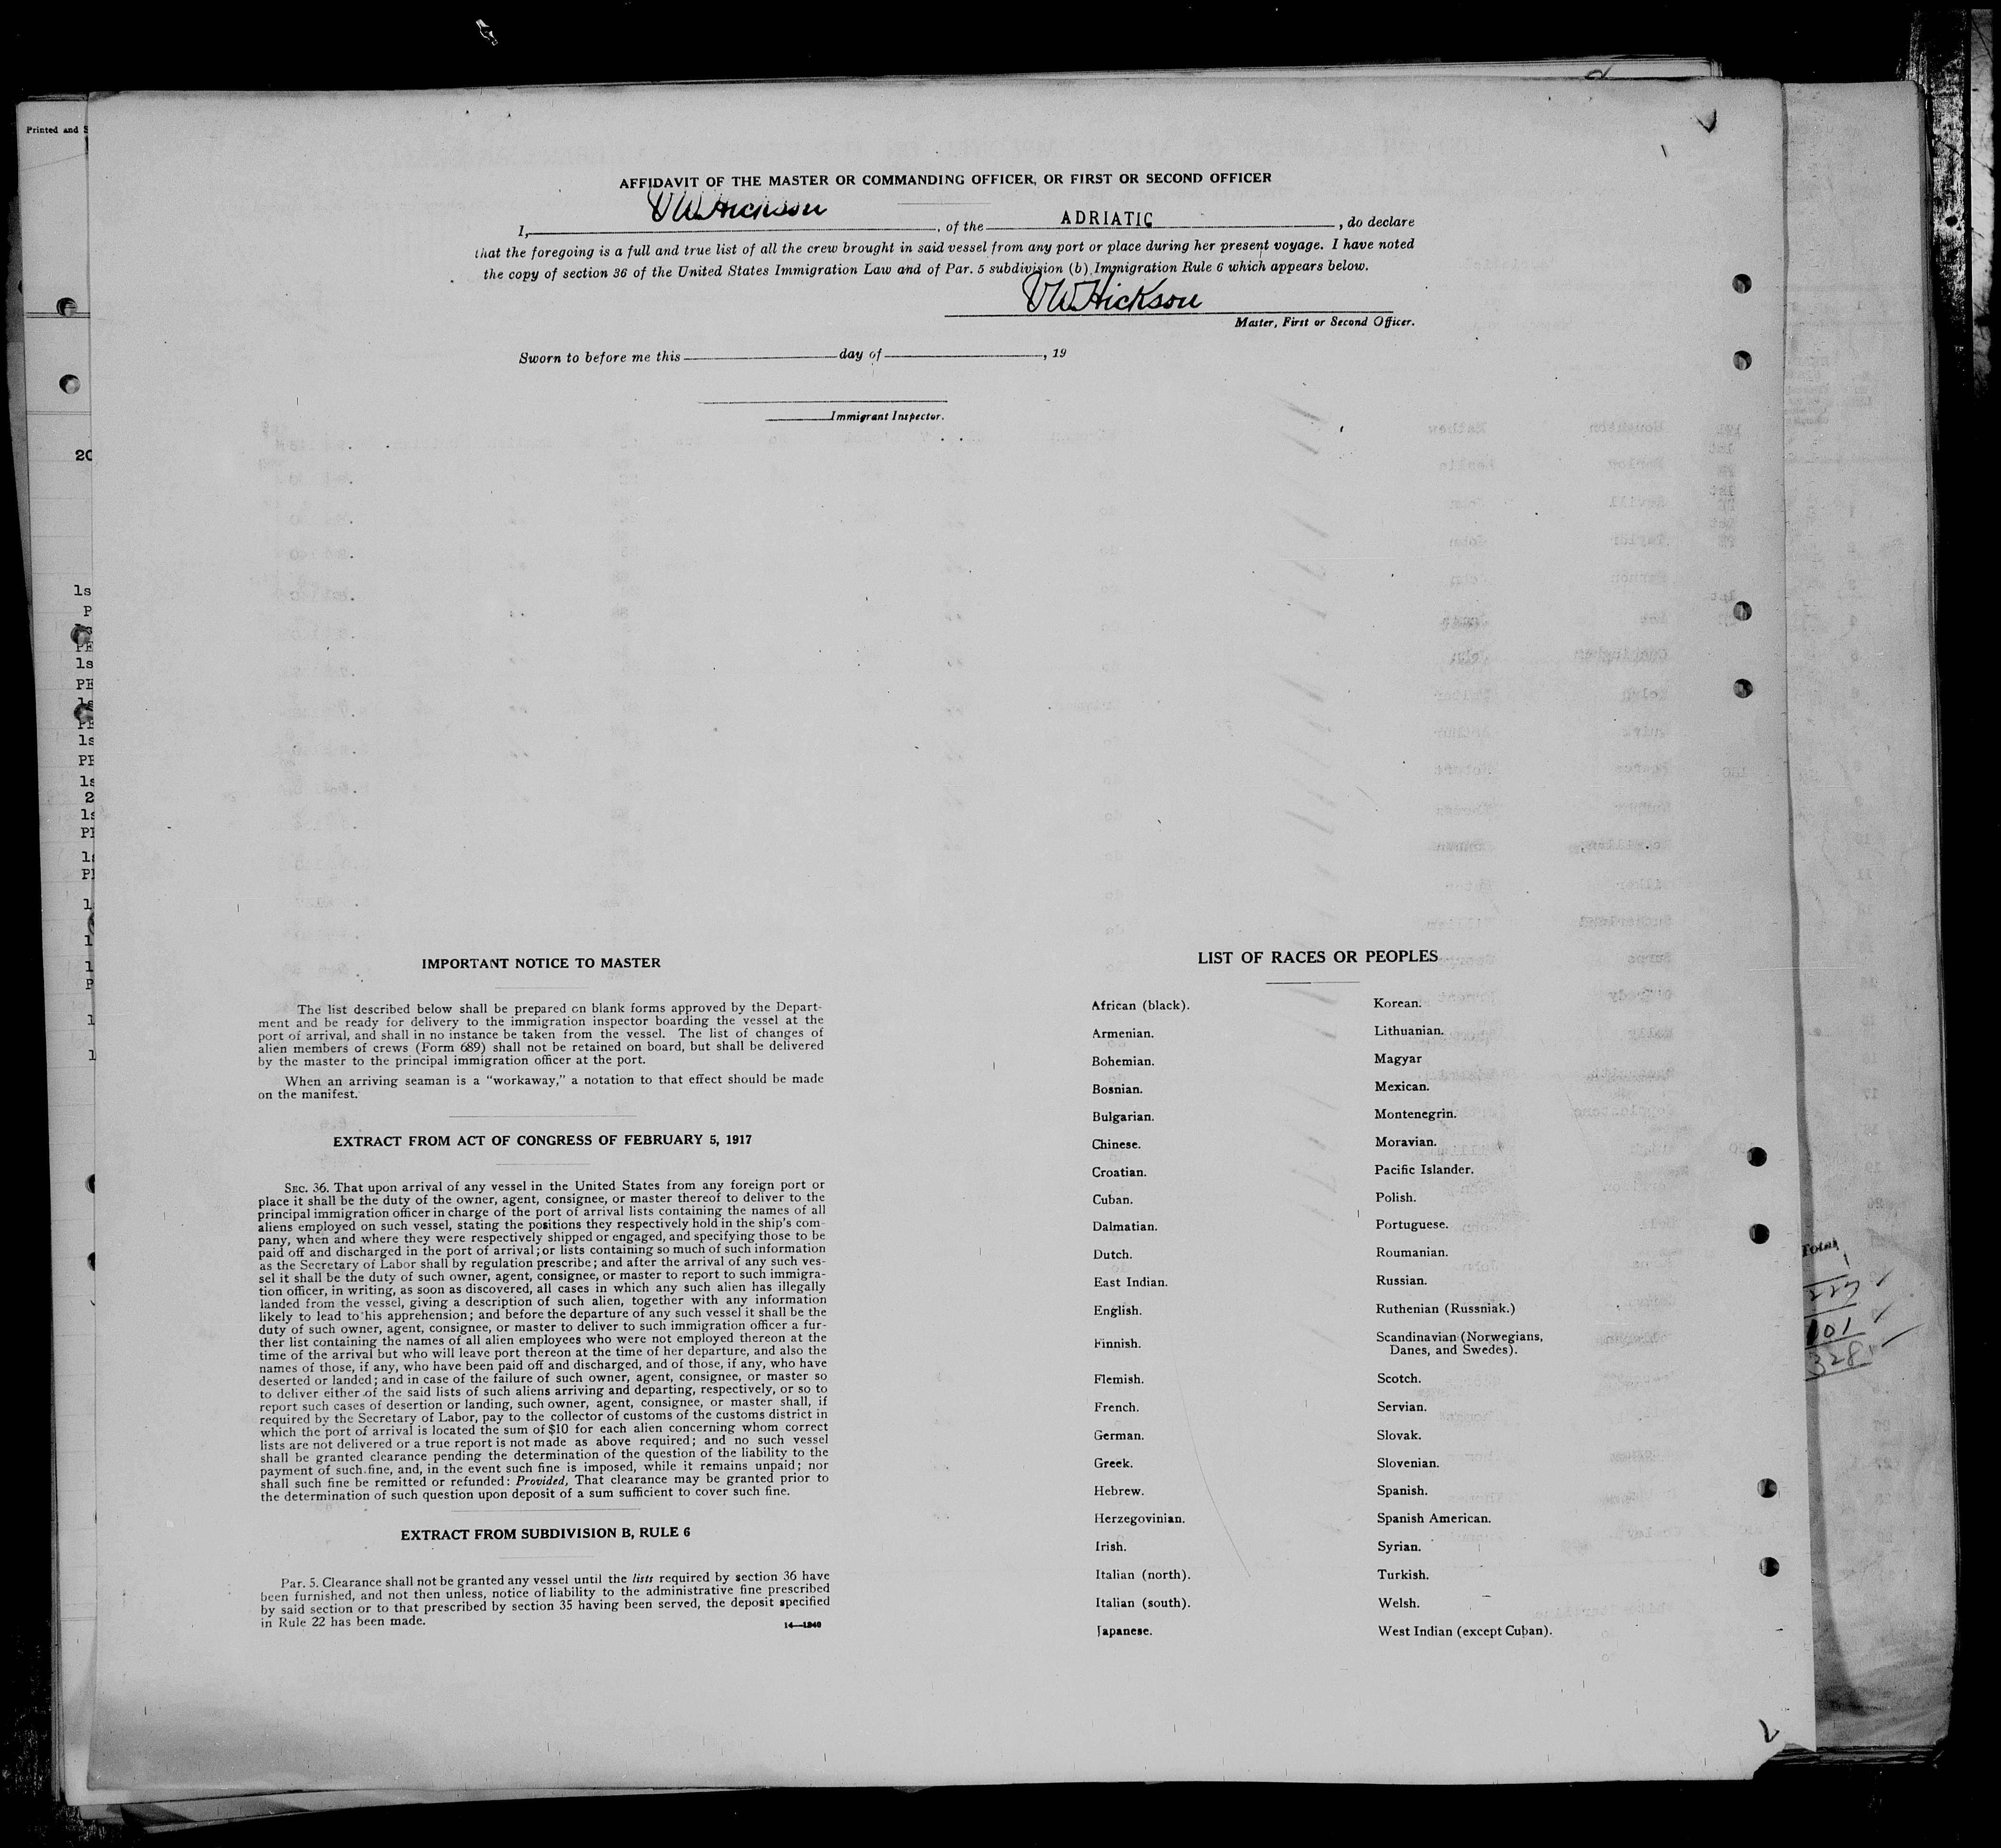 Printed and S
AFFIDAVIT OF THE MASTER OR COMMANDING OFFICER, OR FIRST OR SECOND OFFICER
I, VW Hickson, of the ADRIATIC, do declare
that the foregoing is a full and true list of all the crew brought in said vessel from any port or place during her present voyage. I have noted
the copy of section 36 of the United States Immigration Law and of Par. 5 subdivision (b) Immigration Rule 6 which appears below.
VW Hickson
Master, First or Second Officer.
Sworn to before me this day of , 19
Immigrant Inspector.
IMPORTANT NOTICE TO MASTER
The list described below shall be prepared on blank forms approved by the Depart-
ment and be ready for delivery to the immigration inspector boarding the vessel at the
port of arrival, and shall in no instance be taken from the vessel. The list of changes of
alien members of crews (Form 689) shall not be retained on board, but shall be delivered
by the master to the principal immigration officer at the port.
When an arriving seaman is a "workaway," a notation to that effect should be made
on the manifest.
EXTRACT FROM ACT OF CONGRESS OF FEBRUARY 5, 1917
SEC. 36. That upon arrival of any vessel in the United States from any foreign port or
place it shall be the duty of the owner, agent, consignee, or master thereof to deliver to the
principal immigration officer in charge of the port of arrival lists containing the names of all
aliens employed on such vessel, stating the positions they respectively hold in the ship's com-
pany, when and where they were respectively shipped or engaged, and specifying those to be
paid off and discharged in the port of arrival; or lists containing so much of such information
as the Secretary of Labor shall by regulation prescribe; and after the arrival of any such ves-
sel it shall be the duty of such owner, agent, consignee, or master to report to such immigra-
tion officer, in writing, as soon as discovered, all cases in which any such alien has illegally
landed from the vessel, giving a description of such alien, together with any information
likely to lead to his apprehension; and before the departure of any such vessel it shall be the
duty of such owner, agent, consignee, or master to deliver to such immigration officer a fur-
ther list containing the names of all alien employees who were not employed thereon at the
time of the arrival but who will leave port thereon at the time of her departure, and also the
names of those, if any, who have been paid off and discharged, and of those, if any, who have
deserted or landed; and in case of the failure of such owner, agent, consignee, or master so
to deliver either of the said lists of such aliens arriving and departing, respectively, or so to
report such cases of desertion or landing, such owner, agent, consignee, or master shall, if
required by the Secretary of Labor, pay to the collector of customs of the customs district in
which the port of arrival is located the sum of $10 for each alien concerning whom correct
lists are not delivered or a true report is not made as above required; and no such vessel
shall be granted clearance pending the determination of the question of the liability to the
payment of such fine, and, in the event such fine is imposed, while it remains unpaid; nor
shall such fine be remitted or refunded: Provided, That clearance may be granted prior to
the determination of such question upon deposit of a sum sufficient to cover such fine.
EXTRACT FROM SUBDIVISION B, RULE 6
Par. 5. Clearance shall not be granted any vessel until the lists required by section 36 have
been furnished, and not then unless, notice of liability to the administrative fine prescribed
by said section or to that prescribed by section 35 having been served, the deposit specified
in Rule 22 has been made.
14—1240
LIST OF RACES OR PEOPLES
African (black).
Armenian.
Bohemian.
Bosnian.
Bulgarian.
Chinese.
Croatian.
Cuban.
Dalmatian.
Dutch.
East Indian.
English.
Finnish.
Flemish.
French.
German.
Greek.
Hebrew.
Herzegovinian.
Irish.
Italian (north).
Italian (south).
Japanese.
Korean.
Lithuanian.
Magyar
Mexican.
Montenegrin.
Moravian.
Pacific Islander.
Polish.
Portuguese.
Roumanian.
Russian.
Ruthenian (Russniak.)
Scandinavian (Norwegians,
Danes, and Swedes).
Scotch.
Servian.
Slovak.
Slovenian.
Spanish.
Spanish American.
Syrian.
Turkish.
Welsh.
West Indian (except Cuban).
Total
227
101
328